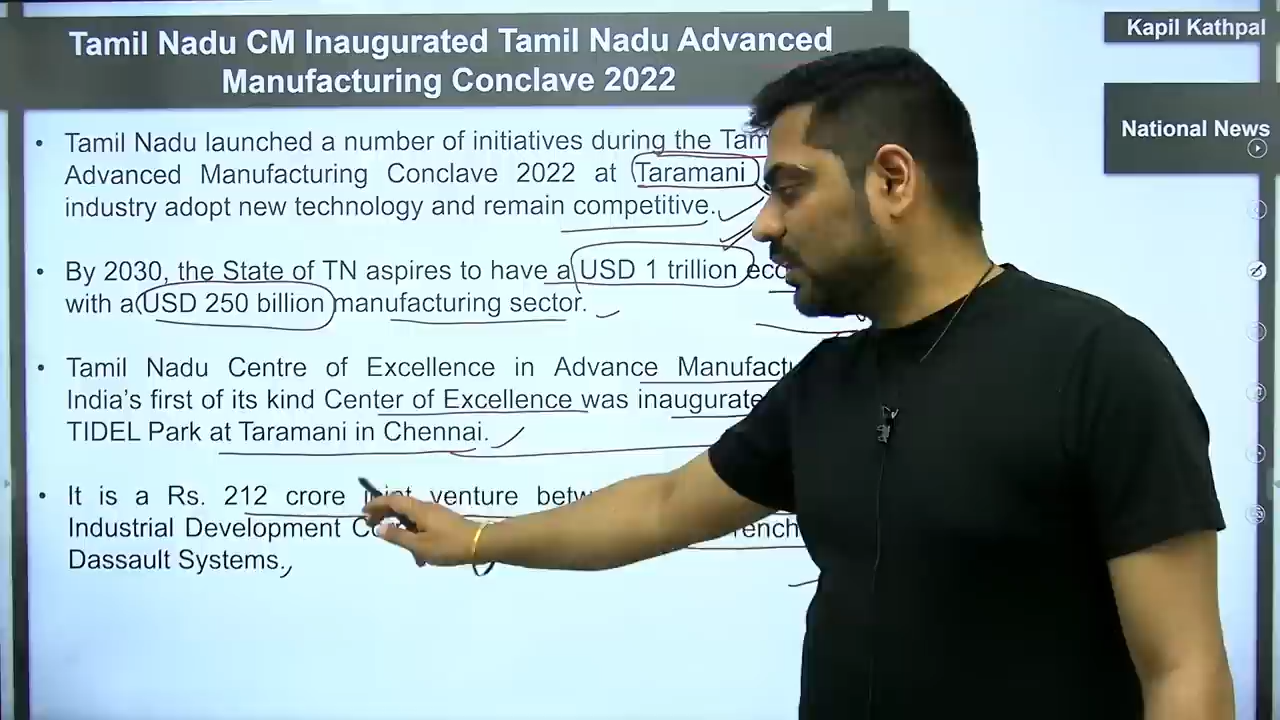 Tamil Nadu CM Inaugurated Tamil Nadu Advanced
Manufacturing Conclave 2022
Kapil Kathpal
National News
• Tamil Nadu launched a number of initiatives during the Tam
Advanced Manufacturing Conclave 2022 at Taramani
industry adopt new technology and remain competitive.
• By 2030, the State of TN aspires to have a USD 1 trillion eco
with a USD 250 billion manufacturing sector.
• Tamil Nadu Centre of Excellence in Advance Manufactu
India's first of its kind Center of Excellence was inaugurate
TIDEL Park at Taramani in Chennai.
• It is a Rs. 212 crore joint venture betw
Industrial Development Co rench
Dassault Systems.